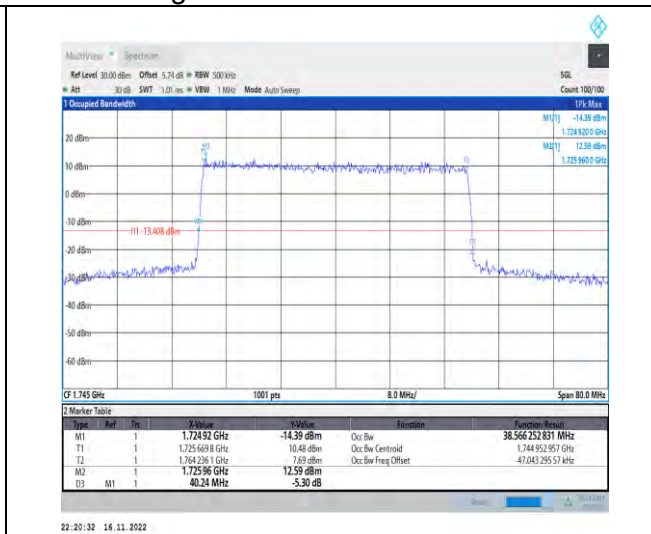 MultiView Spectrum
Ref Level 30.00 dBm Offset 5.74 dB RBW 500 kHz SGL
Att 30 dB SWT 1.01 ms VBW 1 MHz Mode Auto Sweep Count 100/100
1 Occupied Bandwidth 1Pk Max
M1[1] -14.39 dBm
1.724 920 0 GHz
M2[1] 12.59 dBm
1.725 960 0 GHz
20 dBm
10 dBm
0 dBm
-10 dBm
H1 -13.408 dBm
-20 dBm
-30 dBm
-40 dBm
-50 dBm
-60 dBm
CF 1.745 GHz 1001 pts 8.0 MHz/ Span 80.0 MHz
2 Marker Table
Type Ref Trc X-Value Y-Value Function Function Result
M1 1 1.724 92 GHz -14.39 dBm Occ Bw 38.566 252 831 MHz
T1 1 1.725 669 8 GHz 10.48 dBm Occ Bw Centroid 1.744 952 957 GHz
T2 1 1.764 236 1 GHz 7.69 dBm Occ Bw Freq Offset -47.043 295 57 kHz
M2 1 1.725 96 GHz 12.59 dBm
D3 M1 1 40.24 MHz -5.30 dB
22:20:32 16.11.2022